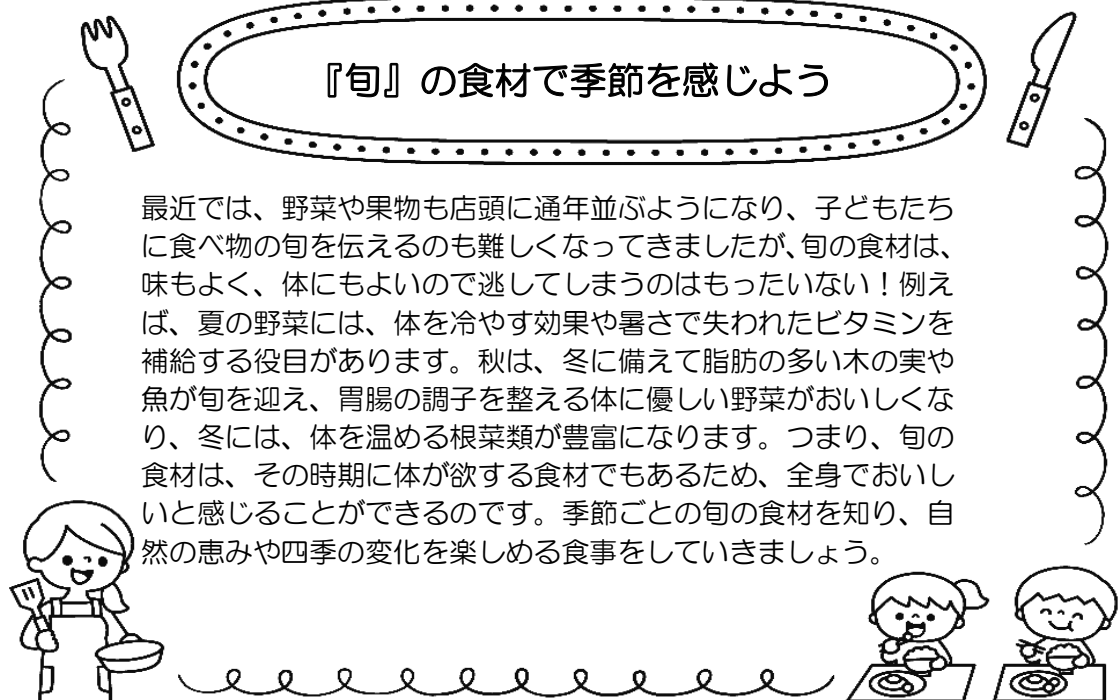 『旬』の食材で季節を感じよう
最近では、野菜や果物も店頭に通年並ぶようになり、子どもたち
に食べ物の旬を伝えるのも難しくなってきましたが、旬の食材は、
味もよく、体にもよいので逃してしまうのはもったいない！例え
ば、夏の野菜には、体を冷やす効果や暑さで失われたビタミンを
補給する役目があります。秋は、冬に備えて脂肪の多い木の実や
魚が旬を迎え、胃腸の調子を整える体に優しい野菜がおいしくな
り、冬には、体を温める根菜類が豊富になります。つまり、旬の
食材は、その時期に体が欲する食材でもあるため、全身でおいし
いと感じることができるのです。季節ごとの旬の食材を知り、自
然の恵みや四季の変化を楽しめる食事をしていきましょう。